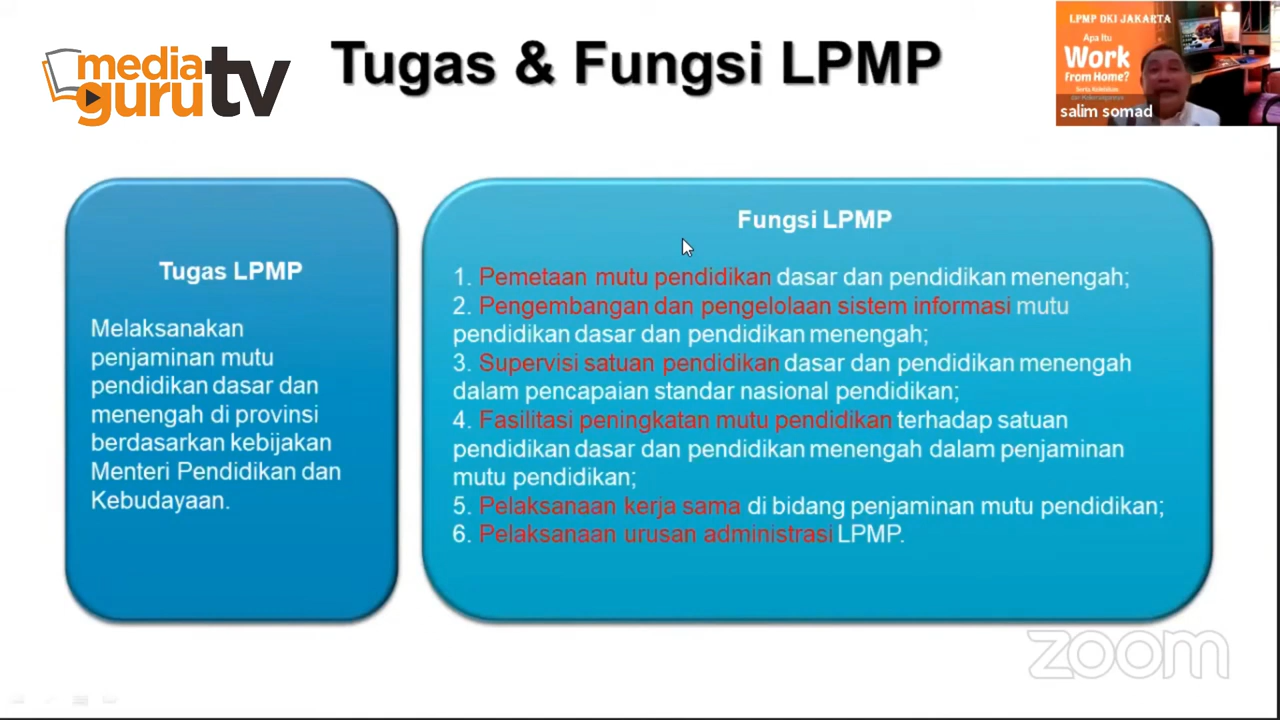 media
guru tv
Tugas & Fungsi LPMP
LPMP DKI JAKARTA
Apa Itu
Work
From Home?
salim somad
Tugas LPMP
Melaksanakan
penjaminan mutu
pendidikan dasar dan
menengah di provinsi
berdasarkan kebijakan
Menteri Pendidikan dan
Kebudayaan.
Fungsi LPMP
1. Pemetaan mutu pendidikan dasar dan pendidikan menengah;
2. Pengembangan dan pengelolaan sistem informasi mutu
pendidikan dasar dan pendidikan menengah;
3. Supervisi satuan pendidikan dasar dan pendidikan menengah
dalam pencapaian standar nasional pendidikan;
4. Fasilitasi peningkatan mutu pendidikan terhadap satuan
pendidikan dasar dan pendidikan menengah dalam penjaminan
mutu pendidikan;
5. Pelaksanaan kerja sama di bidang penjaminan mutu pendidikan;
6. Pelaksanaan urusan administrasi LPMP.
zoom